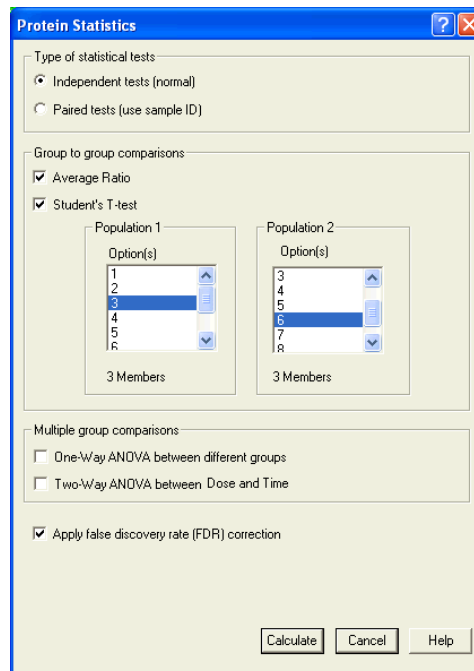 Protein Statistics
Type of statistical tests
Independent tests (normal)
Paired tests (use sample ID)
Group to group comparisons
Average Ratio
Student's T-test
Population 1
Option(s)
1
2
3
4
5
6
3 Members
Population 2
Option(s)
3
4
5
6
7
8
3 Members
Multiple group comparisons
One-Way ANOVA between different groups
Two-Way ANOVA between Dose and Time
Apply false discovery rate (FDR) correction
Calculate
Cancel
Help